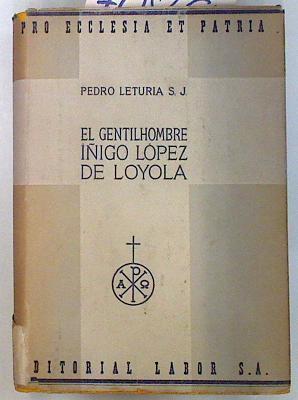 PRO ECCLESIA ET PATRIA
PEDRO LETURIA S. J.
EL GENTILHOMBRE
IÑIGO LÓPEZ
DE LOYOLA
Α Ω
DITORIAL LABOR S.A.